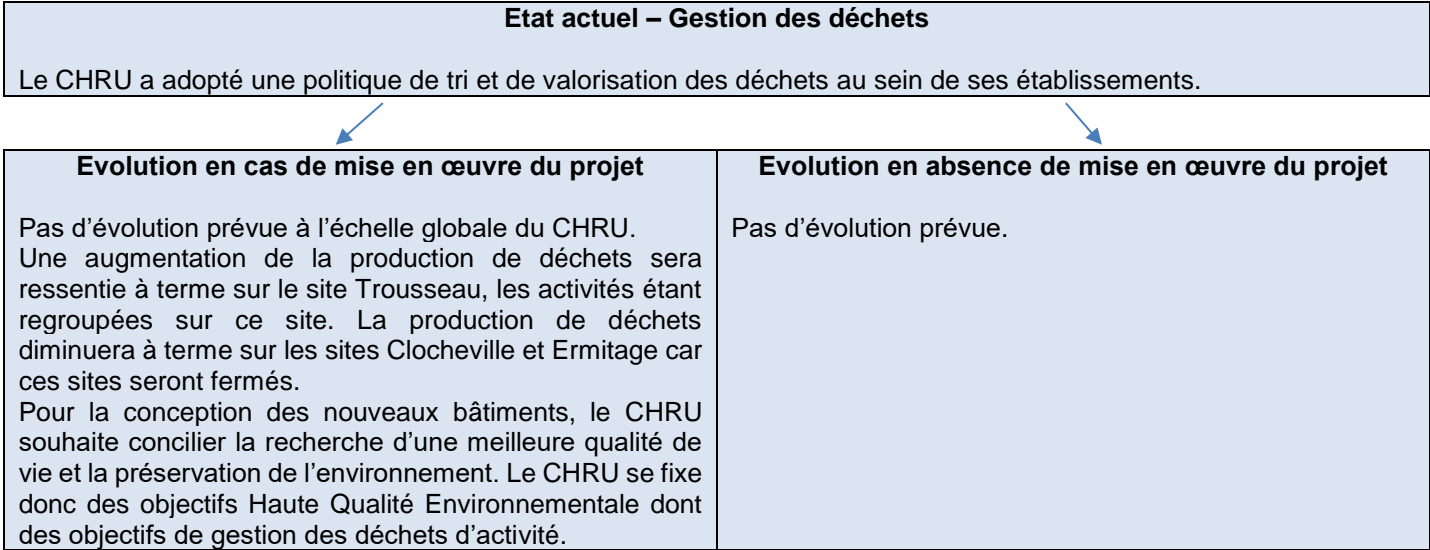 Etat actuel – Gestion des déchets
Le CHRU a adopté une politique de tri et de valorisation des déchets au sein de ses établissements.
Evolution en cas de mise en œuvre du projet
Pas d’évolution prévue à l’échelle globale du CHRU.
Une augmentation de la production de déchets sera
ressentie à terme sur le site Trousseau, les activités étant
regroupées sur ce site. La production de déchets
diminuera à terme sur les sites Clocheville et Ermitage car
ces sites seront fermés.
Pour la conception des nouveaux bâtiments, le CHRU
souhaite concilier la recherche d’une meilleure qualité de
vie et la préservation de l’environnement. Le CHRU se fixe
donc des objectifs Haute Qualité Environnementale dont
des objectifs de gestion des déchets d’activité.
Evolution en absence de mise en œuvre du projet
Pas d’évolution prévue.